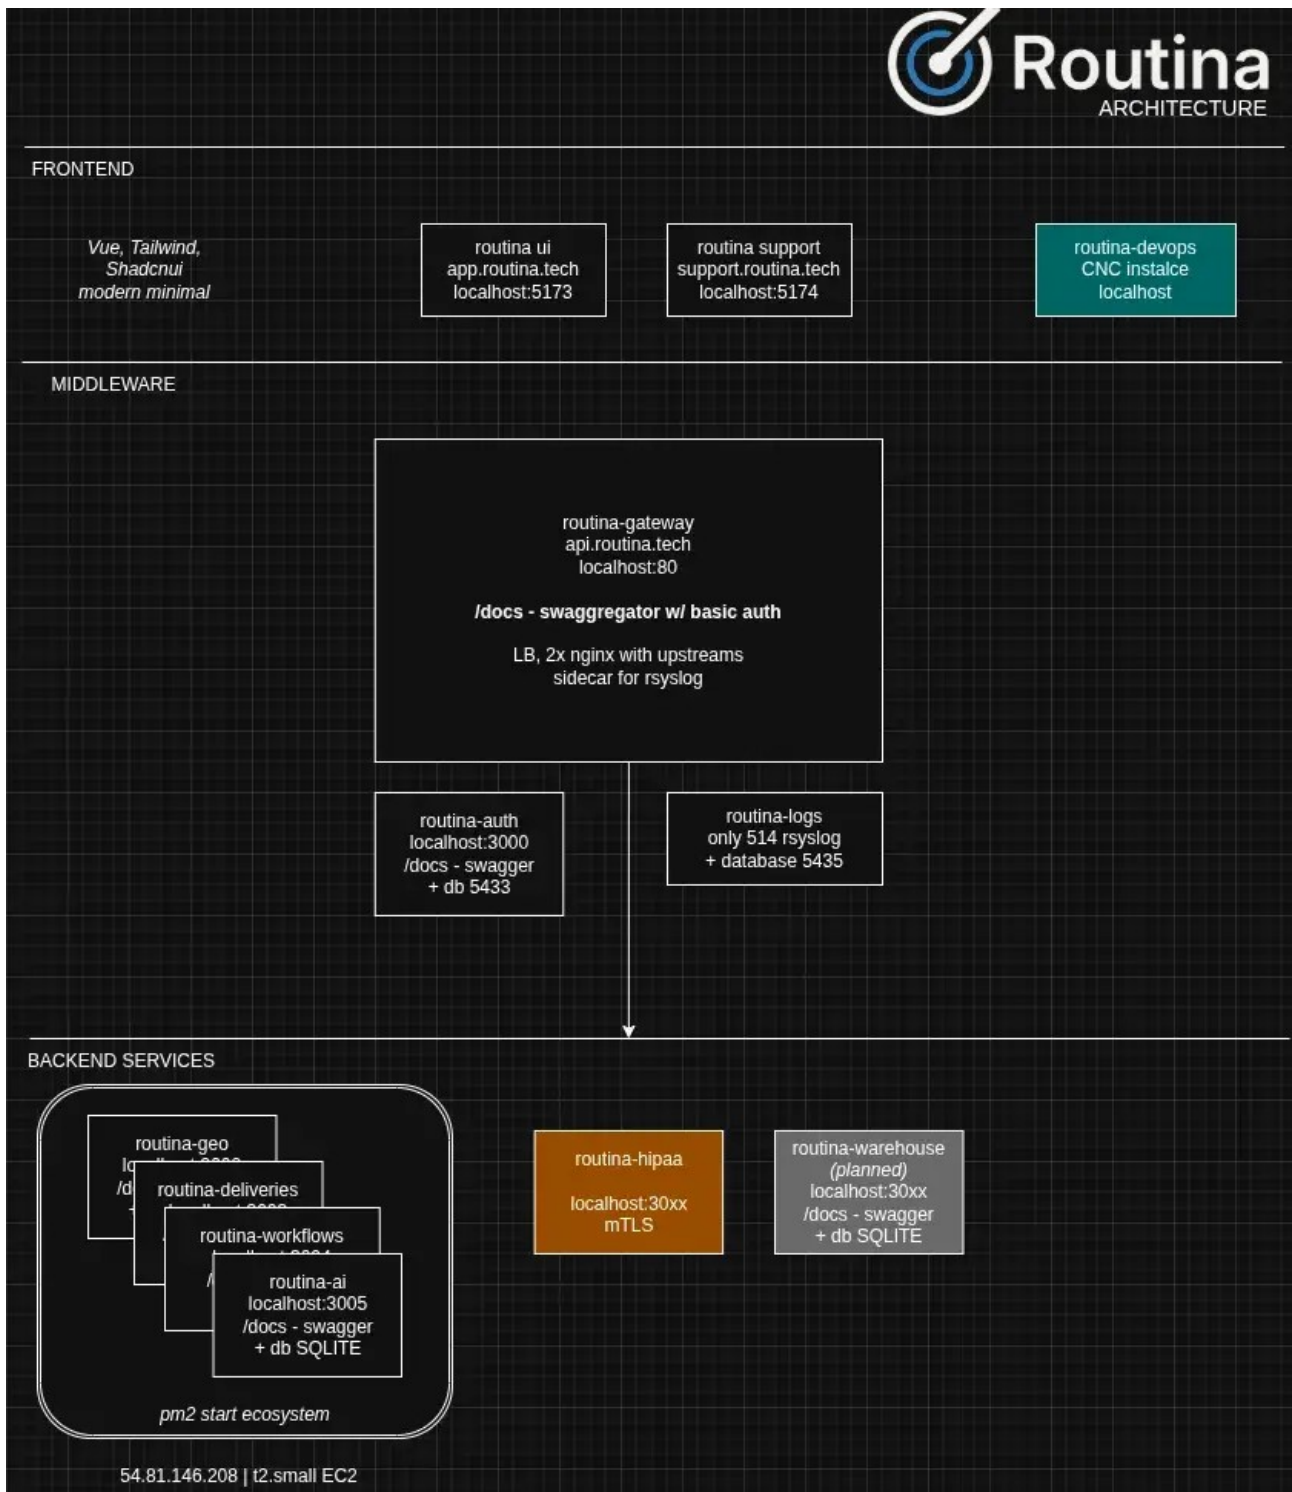 Routina
ARCHITECTURE
FRONTEND
Vue, Tailwind,
Shadcnui
modern minimal
routina ui
app.routina.tech
localhost:5173
routina support
support.routina.tech
localhost:5174
routina-devops
CNC instalce
localhost
MIDDLEWARE
routina-gateway
api.routina.tech
localhost:80
/docs - swaggregator w/ basic auth
LB, 2x nginx with upstreams
sidecar for rsyslog
routina-auth
localhost:3000
/docs - swagger
+ db 5433
routina-logs
only 514 rsyslog
+ database 5435
BACKEND SERVICES
routina-geo
routina-deliveries
routina-workflows
routina-ai
localhost:3005
/docs - swagger
+ db SQLITE
pm2 start ecosystem
54.81.146.208 | t2.small EC2
routina-hipaa
localhost:30xx
mTLS
routina-warehouse
(planned)
localhost:30xx
/docs - swagger
+ db SQLITE